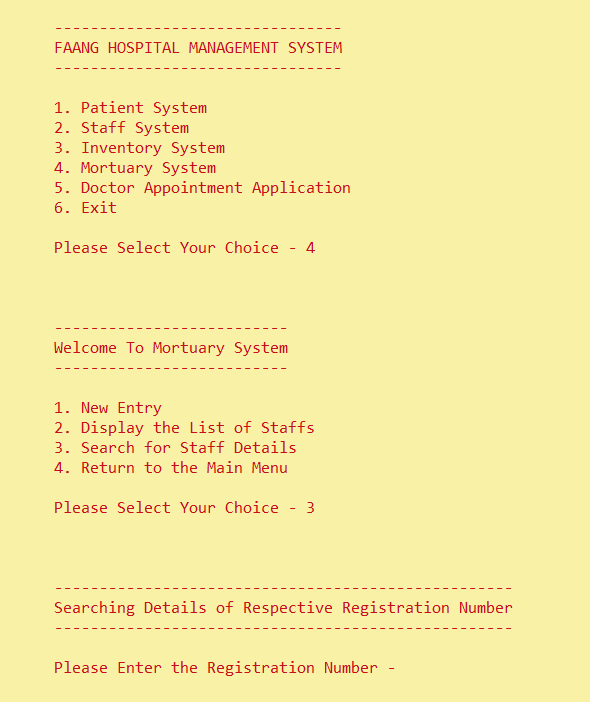 --------------------------------
FAANG HOSPITAL MANAGEMENT SYSTEM
--------------------------------
1. Patient System
2. Staff System
3. Inventory System
4. Mortuary System
5. Doctor Appointment Application
6. Exit
Please Select Your Choice - 4
--------------------------
Welcome To Mortuary System
--------------------------
1. New Entry
2. Display the List of Staffs
3. Search for Staff Details
4. Return to the Main Menu
Please Select Your Choice - 3
---------------------------------------------------
Searching Details of Respective Registration Number
---------------------------------------------------
Please Enter the Registration Number -